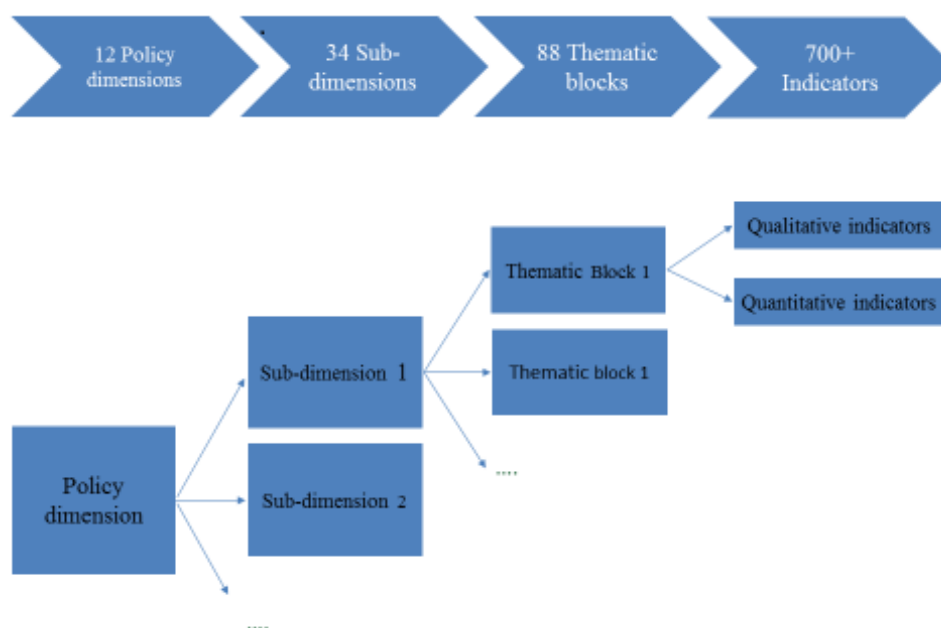 12 Policy
dimensions
34 Sub-
dimensions
88 Thematic
blocks
700+
Indicators
Qualitative indicators
Thematic Block 1
Quantitative indicators
Sub-dimension 1
Thematic block 1
....
Policy
dimension
Sub-dimension 2
....